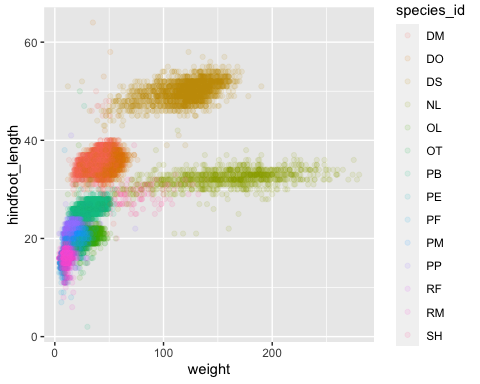 species_id
DM
DO
DS
NL
OL
OT
PB
PE
PF
PM
PP
RF
RM
SH
hindfoot_length
60
40
20
0
0 100 200
weight